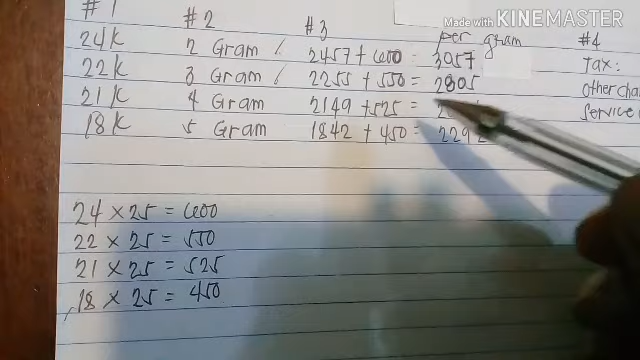 Made with KINEMASTER
#1 #2 #3 per gram #4
24K 2 Gram / 2457 + 600 = 3057 Tax:
22K 3 Gram / 2255 + 550 = 2805 Other
21K 4 Gram 2149 + 525 =
18K 5 Gram 1842 + 450 = 2292 Service
24 × 25 = 600
22 × 25 = 550
21 × 25 = 525
18 × 25 = 450